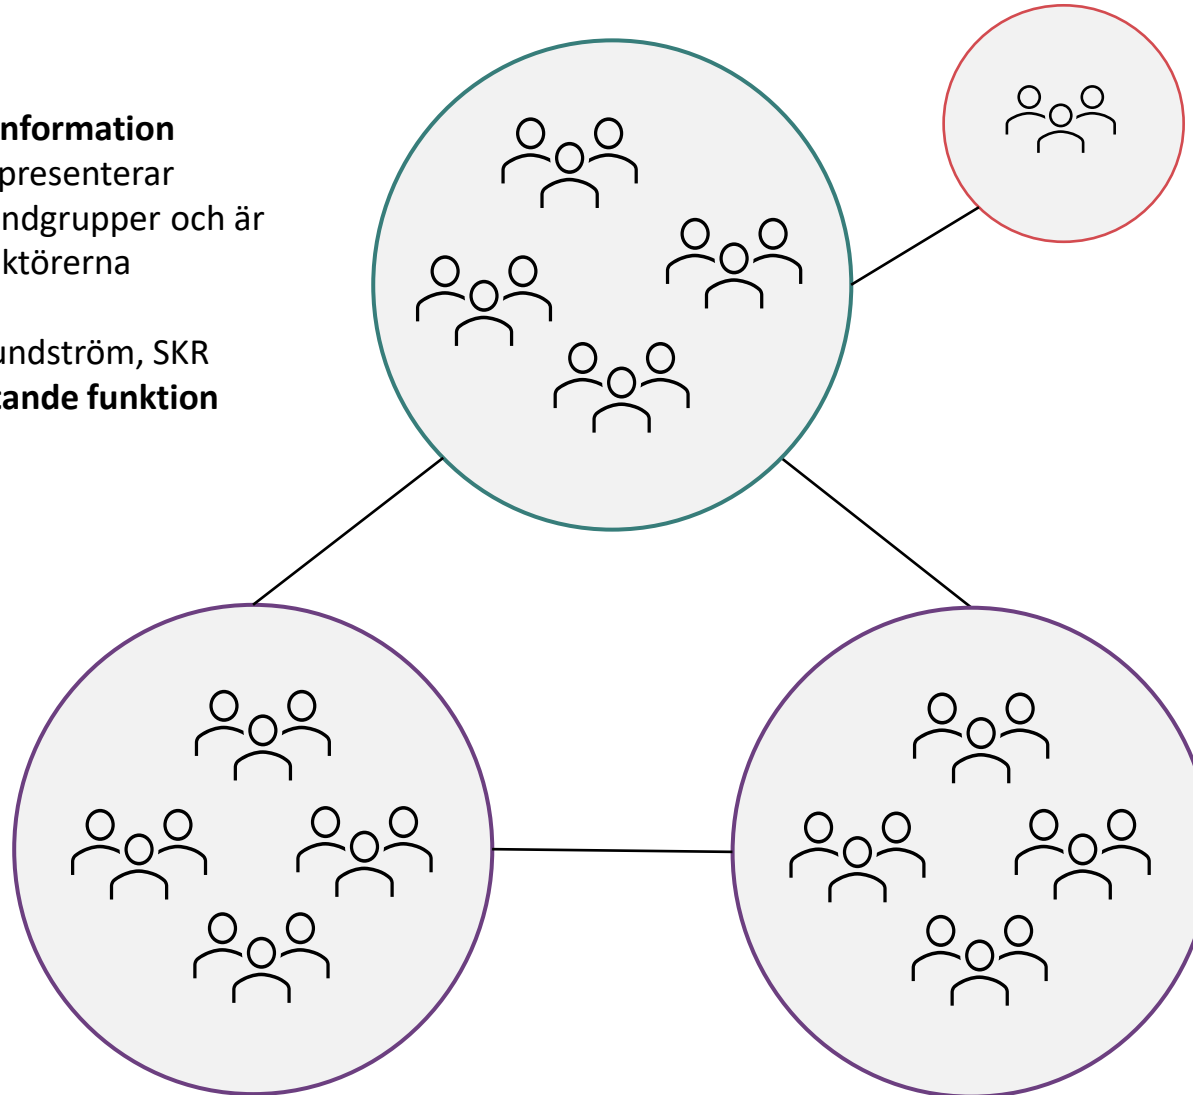 nformation
presenterar
ndgrupper och är
ktörerna
undström, SKR
tande funktion